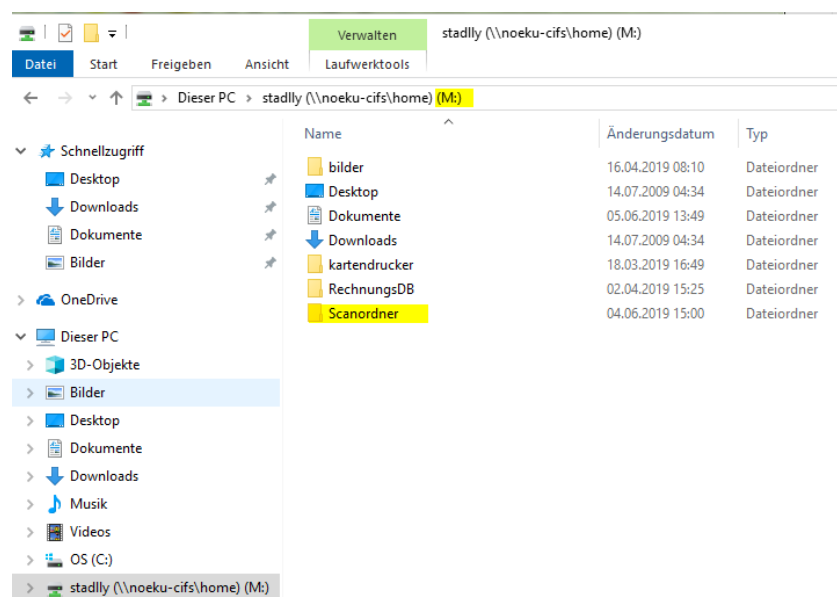 Verwalten stadlly (\\noeku-cifs\home) (M:)
Datei Start Freigeben Ansicht Laufwerktools
Dieser PC > stadlly (\\noeku-cifs\home) (M:)
Name Änderungsdatum Typ
Schnellzugriff
Desktop
Downloads
Dokumente
Bilder
OneDrive
Dieser PC
3D-Objekte
Bilder
Desktop
Dokumente
Downloads
Musik
Videos
OS (C:)
stadlly (\\noeku-cifs\home) (M:)
bilder 16.04.2019 08:10 Dateiordner
Desktop 14.07.2009 04:34 Dateiordner
Dokumente 05.06.2019 13:49 Dateiordner
Downloads 14.07.2009 04:34 Dateiordner
kartendrucker 18.03.2019 16:49 Dateiordner
RechnungsDB 02.04.2019 15:25 Dateiordner
Scanordner 04.06.2019 15:00 Dateiordner